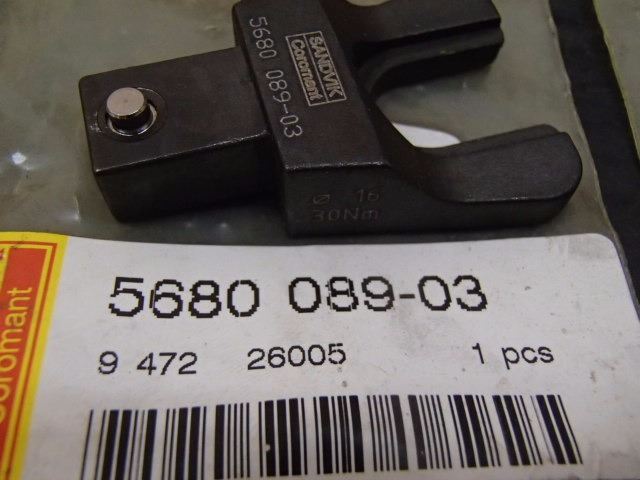 5680 089-03
SANDVIK
Coromant
Ø 16
30Nm
Coromant
5680 089-03
9 472 26005 1 pcs